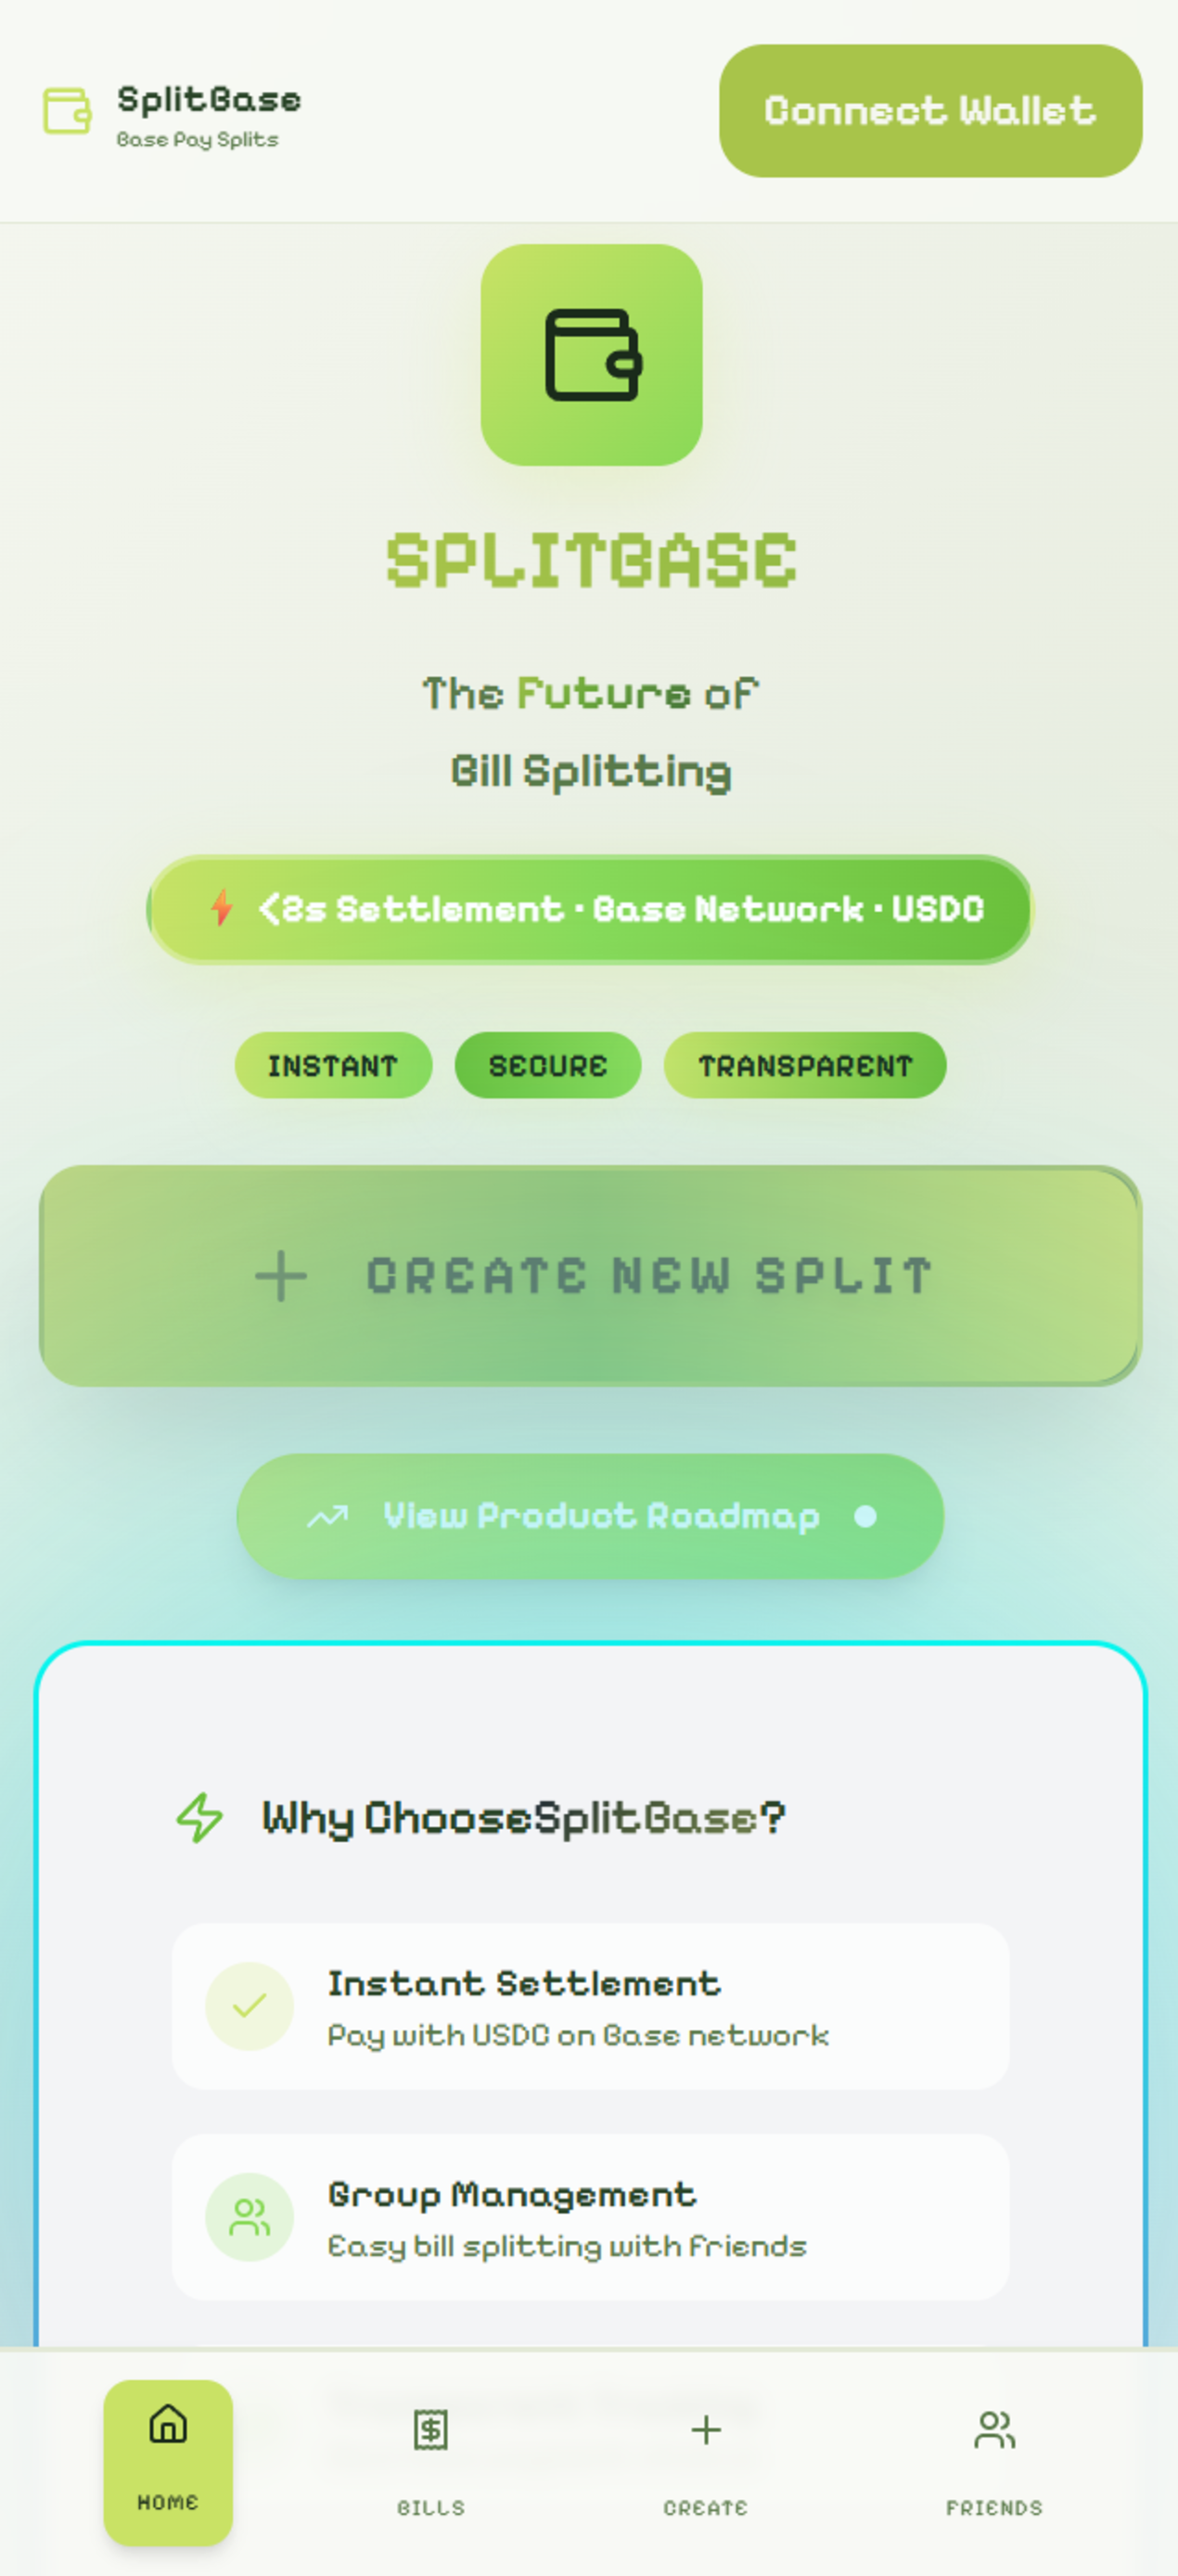 SplitBase
Base Pay Splits
Connect Wallet
SPLITBASE
The Future of
Bill Splitting
⚡ <2s Settlement · Base Network · USDC
INSTANT SECURE TRANSPARENT
CREATE NEW SPLIT
View Product Roadmap
Why ChooseSplitBase?
Instant Settlement
Pay with USDC on Base network
Group Management
Easy bill splitting with friends
HOME BILLS CREATE FRIENDS